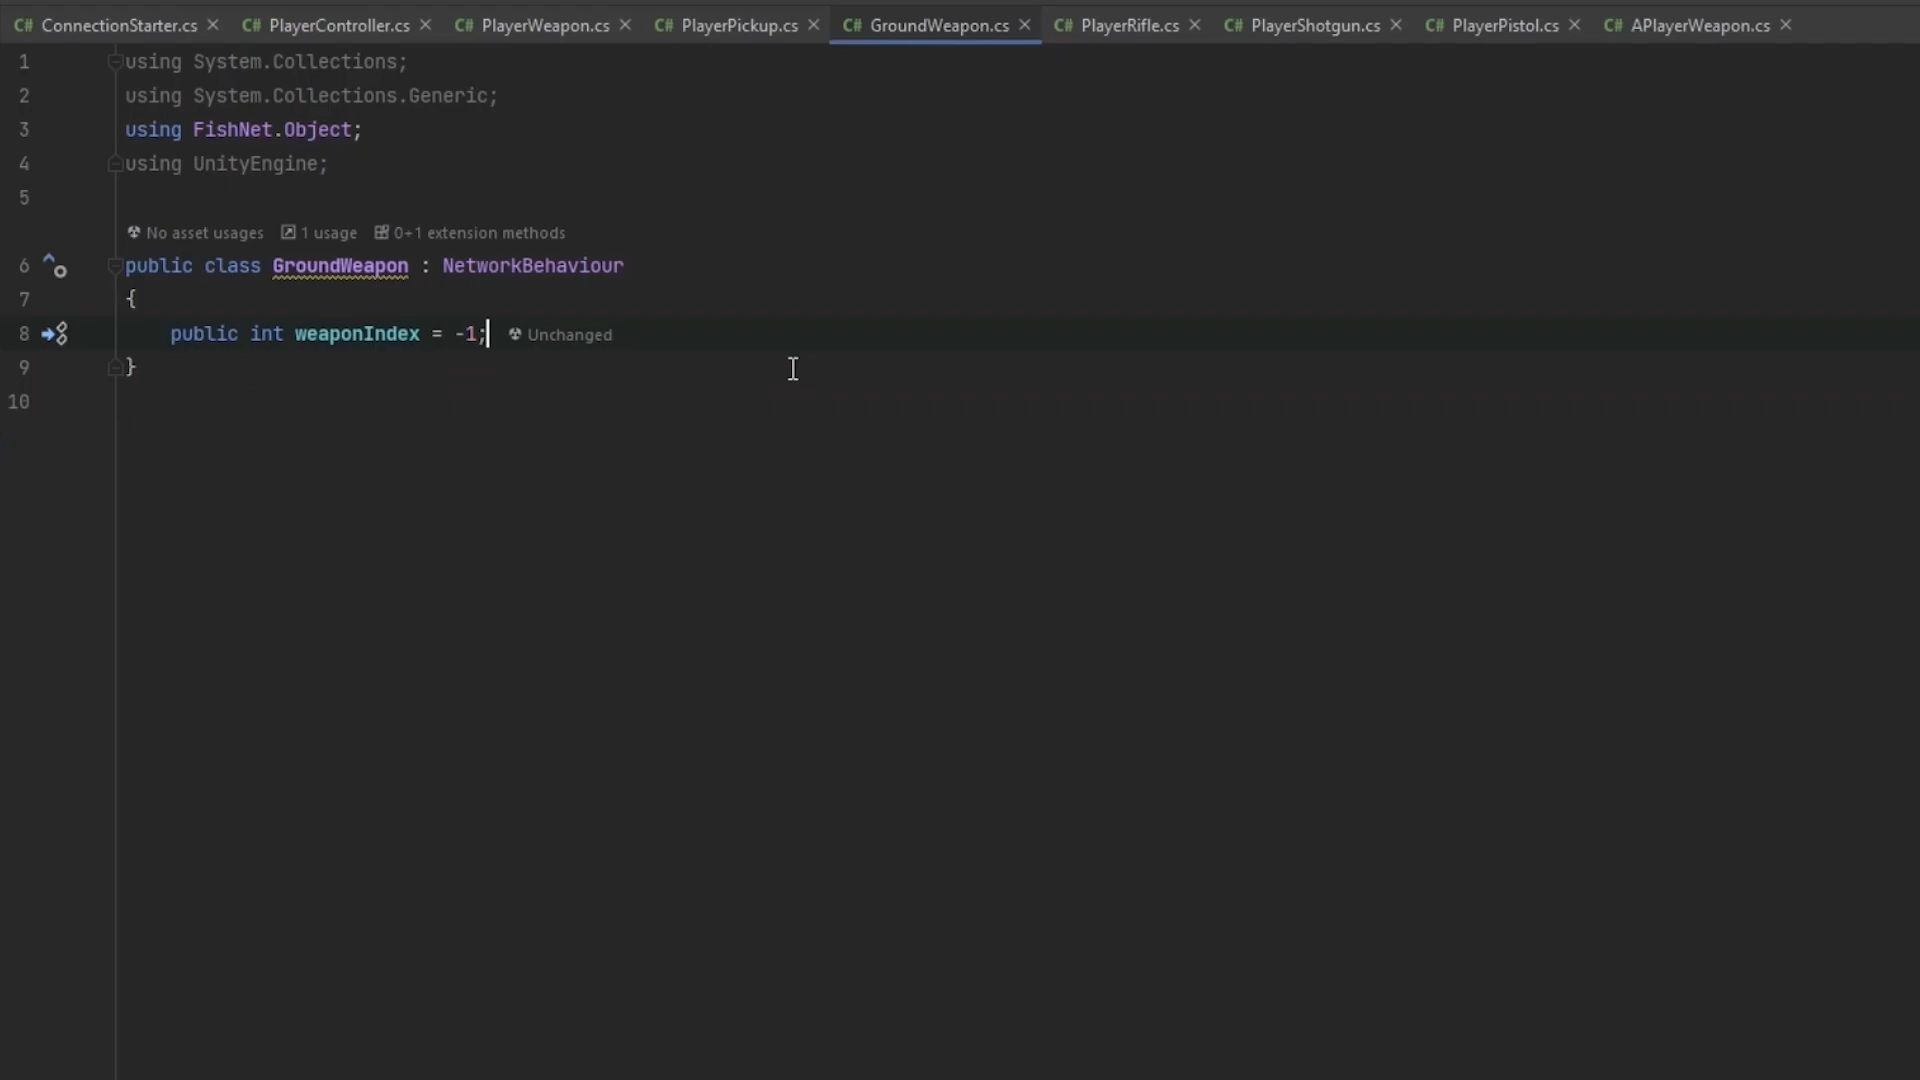 C# ConnectionStarter.cs C# PlayerController.cs C# PlayerWeapon.cs C# PlayerPickup.cs C# GroundWeapon.cs C# PlayerRifle.cs C# PlayerShotgun.cs C# PlayerPistol.cs C# APlayerWeapon.cs
1 using System.Collections;
2 using System.Collections.Generic;
3 using FishNet.Object;
4 using UnityEngine;
5
No asset usages 1 usage 0+1 extension methods
6 public class GroundWeapon : NetworkBehaviour
7 {
8 public int weaponIndex = -1; Unchanged
9 }
10